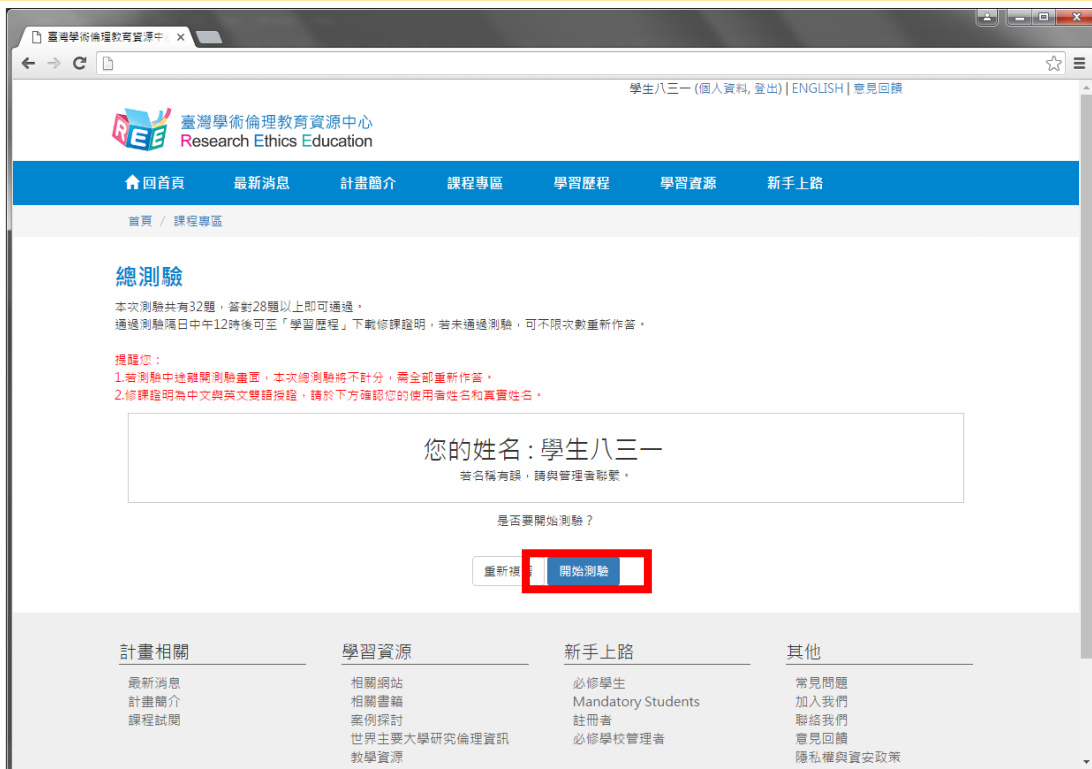 臺灣學術倫理教育資源中
學生八三一 (個人資料, 登出) | ENGLISH | 意見回饋
REE
臺灣學術倫理教育資源中心
Research Ethics Education
回首頁 最新消息 計畫簡介 課程專區 學習歷程 學習資源 新手上路
首頁 / 課程專區
總測驗
本次測驗共有32題，答對28題以上即可通過。
通過測驗隔日中午12時後可至「學習歷程」下載修課證明，若未通過測驗，可不限次數重新作答。
提醒您：
1.若測驗中途離開測驗畫面，本次總測驗將不計分，需全部重新作答。
2.修課證明為中文與英文雙語授證，請於下方確認您的使用者姓名和真實姓名。
您的姓名 : 學生八三一
若名稱有誤，請與管理者聯繫。
是否要開始測驗？
重新複 開始測驗
計畫相關 學習資源 新手上路 其他
最新消息 相關網站 必修學生 常見問題
計畫簡介 相關書籍 Mandatory Students 加入我們
課程試閱 案例探討 註冊者 聯絡我們
世界主要大學研究倫理資訊 必修學校管理者 意見回饋
教學資源 隱私權與資安政策